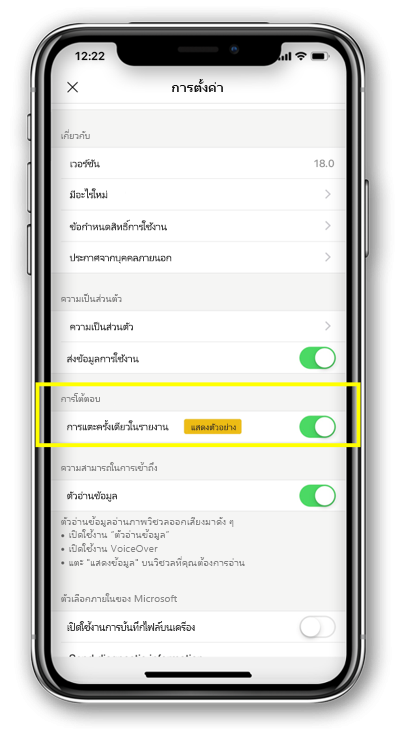 12:22
การตั้งค่า
เกี่ยวกับ
เวอร์ชัน 18.0
มีอะไรใหม่
ข้อกำหนดสิทธิ์การใช้งาน
ประกาศจากบุคคลภายนอก
ความเป็นส่วนตัว
ความเป็นส่วนตัว
ส่งข้อมูลการใช้งาน
การโต้ตอบ
การแตะครั้งเดียวในรายงาน แสดงตัวอย่าง
ความสามารถในการเข้าถึง
ตัวอ่านข้อมูล
ตัวอ่านข้อมูลอ่านภาพวิชวลออกเสียงมาดัง ๆ
• เปิดใช้งาน "ตัวอ่านข้อมูล"
• เปิดใช้งาน VoiceOver
• แตะ "แสดงข้อมูล" บนวิชวลที่คุณต้องการอ่าน
ตัวเลือกภายในของ Microsoft
เปิดใช้งานการบันทึกไฟล์บนเครื่อง